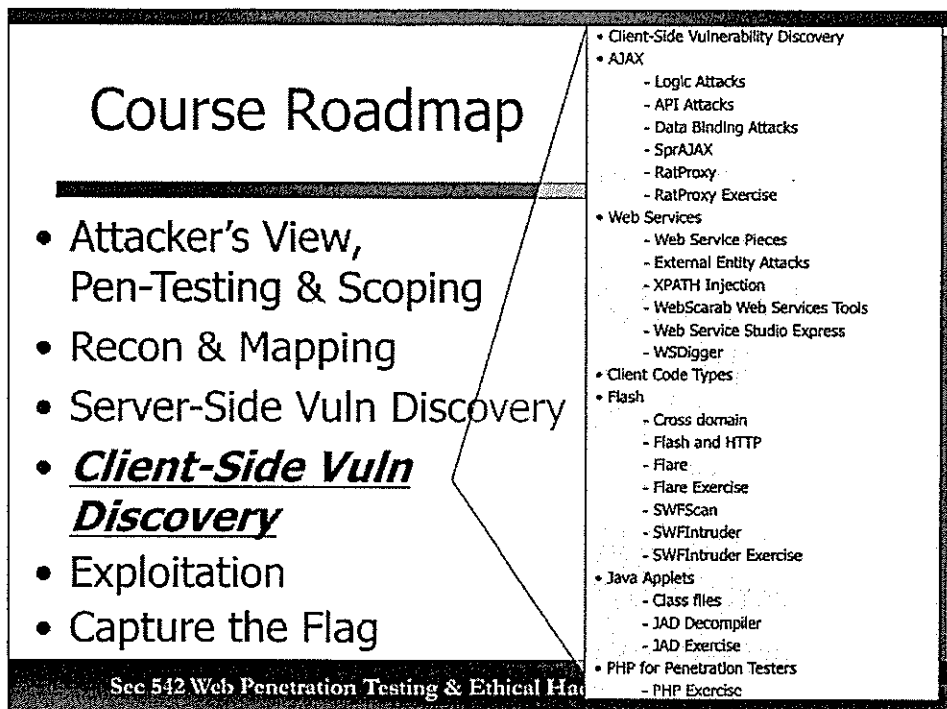 Course Roadmap
• Attacker's View,
Pen-Testing & Scoping
• Recon & Mapping
• Server-Side Vuln Discovery
• Client-Side Vuln
Discovery
• Exploitation
• Capture the Flag
• Client-Side Vulnerability Discovery
• AJAX
- Logic Attacks
- API Attacks
- Data Binding Attacks
- SprAJAX
- RatProxy
- RatProxy Exercise
• Web Services
- Web Service Pieces
- External Entity Attacks
- XPATH Injection
- WebScarab Web Services Tools
- Web Service Studio Express
- WSDigger
• Client Code Types
• Flash
- Cross domain
- Flash and HTTP
- Flare
- Flare Exercise
- SWFScan
- SWFIntruder
- SWFIntruder Exercise
• Java Applets
- Class files
- JAD Decompiler
- JAD Exercise
• PHP for Penetration Testers
- PHP Exercise
Sec 542 Web Penetration Testing & Ethical Hac